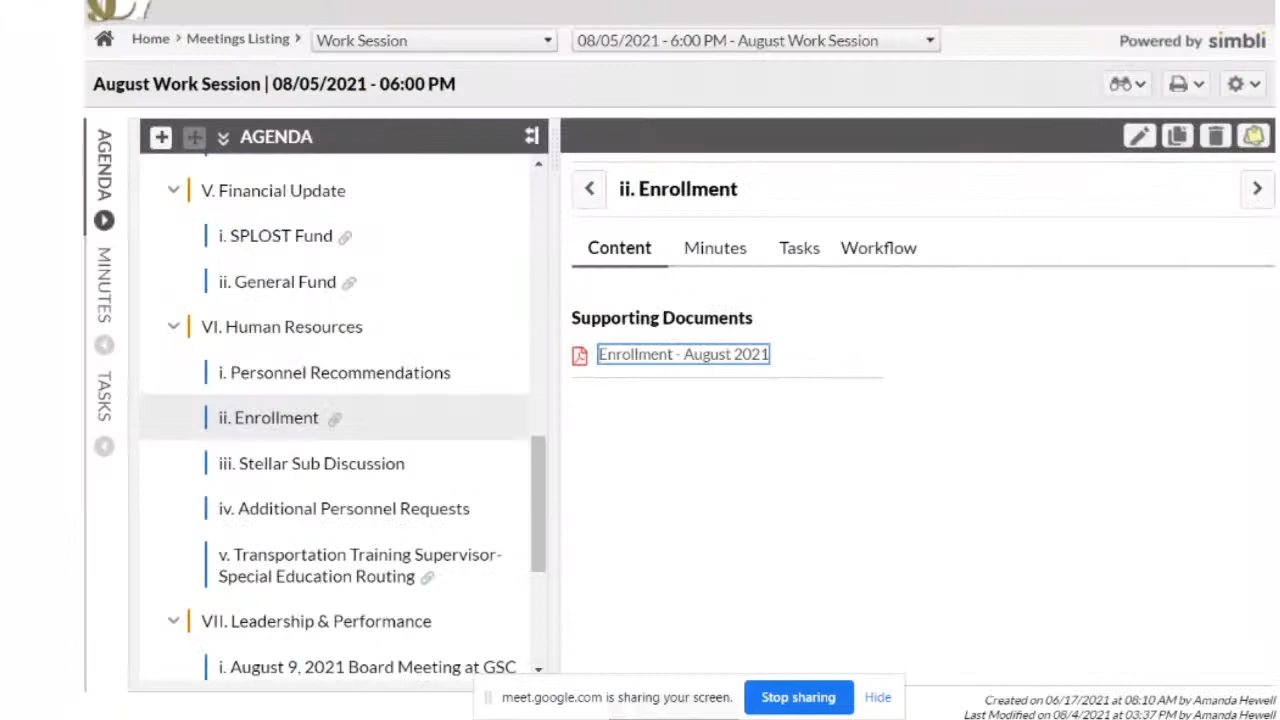 Home > Meetings Listing > Work Session 08/05/2021 - 6:00 PM - August Work Session Powered by simbli
August Work Session | 08/05/2021 - 06:00 PM
AGENDA
MINUTES
TASKS
AGENDA
V. Financial Update
i. SPLOST Fund
ii. General Fund
VI. Human Resources
i. Personnel Recommendations
ii. Enrollment
iii. Stellar Sub Discussion
iv. Additional Personnel Requests
v. Transportation Training Supervisor-
Special Education Routing
VII. Leadership & Performance
i. August 9, 2021 Board Meeting at GSC
ii. Enrollment
Content Minutes Tasks Workflow
Supporting Documents
Enrollment - August 2021
meet.google.com is sharing your screen. Stop sharing Hide
Created on 06/17/2021 at 08:10 AM by Amanda Hewell
Last Modified on 08/4/2021 at 03:37 PM by Amanda Hewell